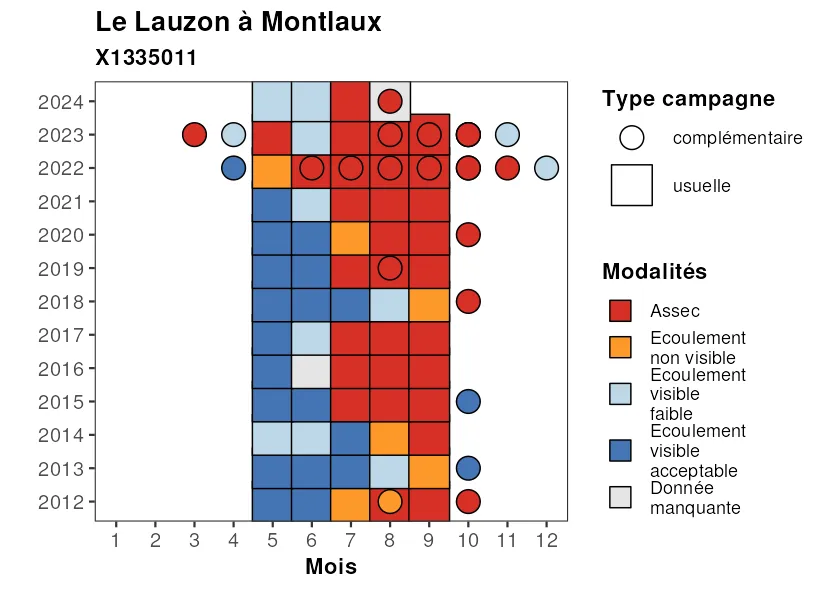 Le Lauzon à Montlaux
X1335011
2024
2023
2022
2021
2020
2019
2018
2017
2016
2015
2014
2013
2012
1 2 3 4 5 6 7 8 9 10 11 12
Mois
Type campagne
complémentaire
usuelle
Modalités
Assec
Ecoulement
non visible
Ecoulement
visible
faible
Ecoulement
visible
acceptable
Donnée
manquante